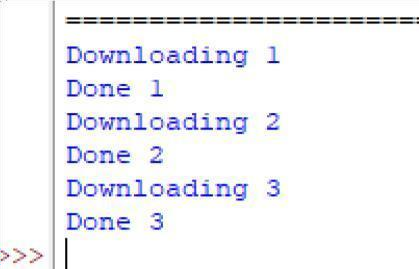 ======================
Downloading 1
Done 1
Downloading 2
Done 2
Downloading 3
Done 3
>>>